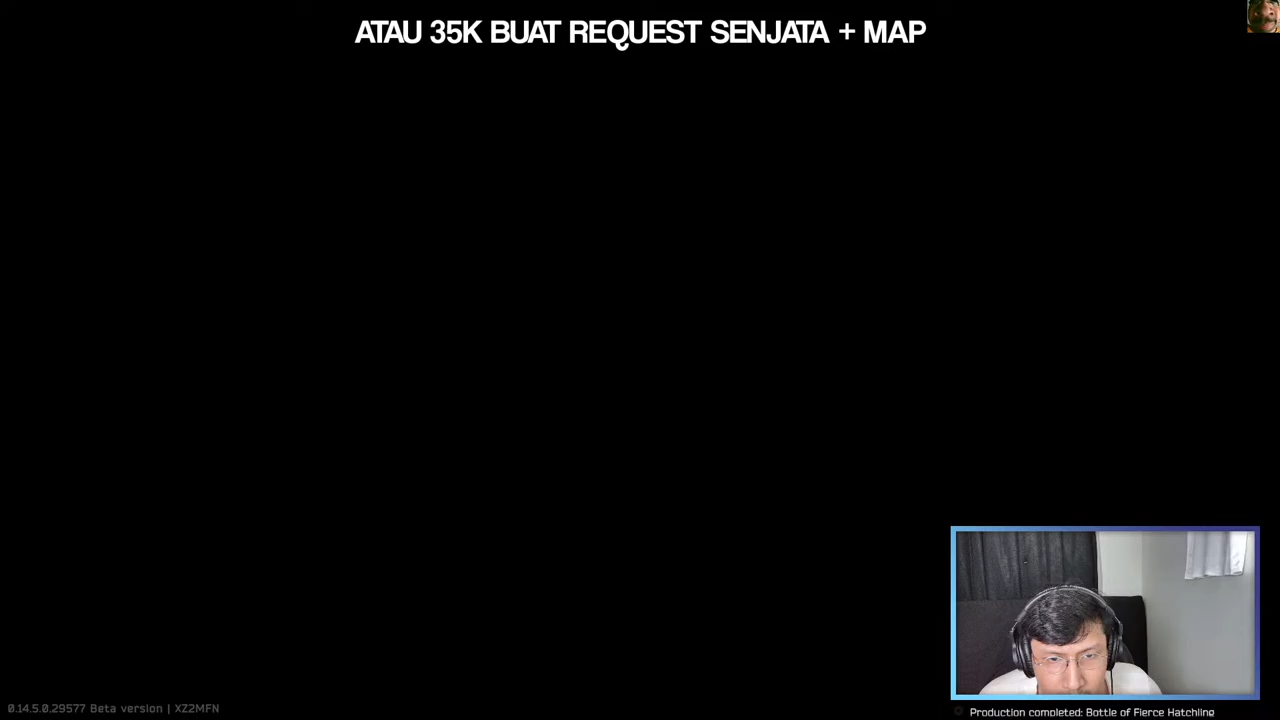 ATAU 35K BUAT REQUEST SENJATA + MAP
0.14.5.0.29577 Beta version | XZ2MFN
Production completed: Bottle of Fierce Hatchling